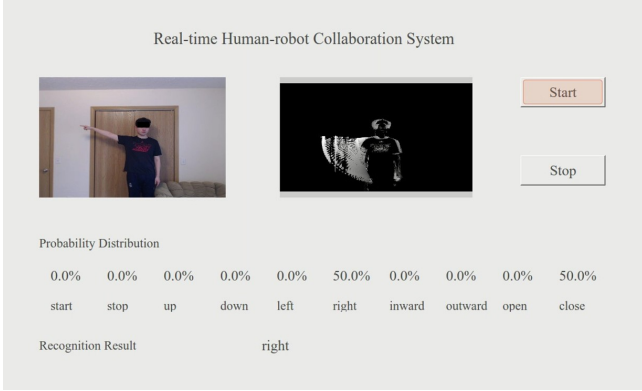 Real-time Human-robot Collaboration System
Start
Stop
Probability Distribution
0.0% 0.0% 0.0% 0.0% 0.0% 50.0% 0.0% 0.0% 0.0% 50.0%
start stop up down left right inward outward open close
Recognition Result right